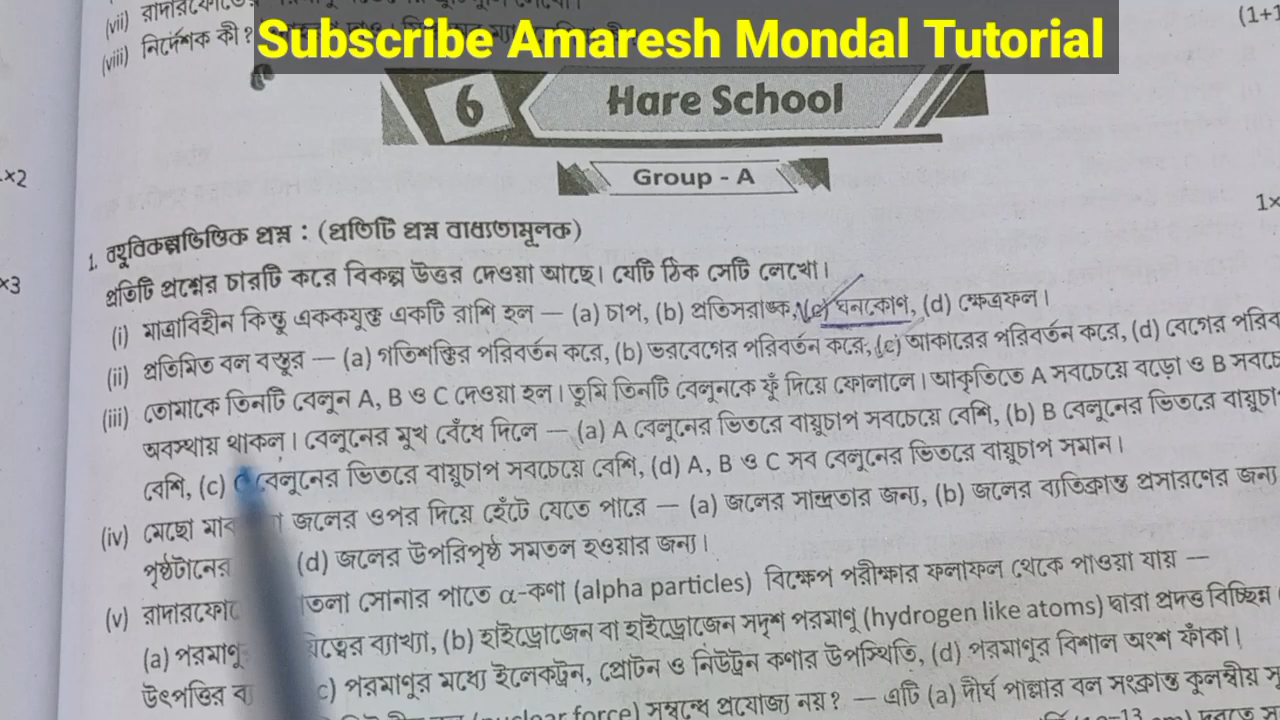 (vii)
(viii) নির্দেশক কী?
(1+1
Subscribe Amaresh Mondal Tutorial
6 Hare School
Group - A
×2
1×
1. বহুবিকল্পভিত্তিক প্রশ্ন : (প্রতিটি প্রশ্ন বাধ্যতামূলক)
×3
প্রতিটি প্রশ্নের চারটি করে বিকল্প উত্তর দেওয়া আছে। যেটি ঠিক সেটি লেখো।
(i) মাত্রাবিহীন কিন্তু এককযুক্ত একটি রাশি হল — (a) চাপ, (b) প্রতিসরাঙ্ক, (c) ঘনকোণ, (d) ক্ষেত্রফল।
(ii) প্রতিমিত বল বস্তুর — (a) গতিশক্তির পরিবর্তন করে, (b) ভরবেগের পরিবর্তন করে, (c) আকারের পরিবর্তন করে, (d) বেগের
(iii) তোমাকে তিনটি বেলুন A, B ও C দেওয়া হল। তুমি তিনটি বেলুনকে ফুঁ দিয়ে ফোলালে। আকৃতিতে A সবচেয়ে বড়ো ও B
অবস্থায় থাকল। বেলুনের মুখ বেঁধে দিলে — (a) A বেলুনের ভিতরে বায়ুচাপ সবচেয়ে বেশি, (b) B বেলুনের ভিতরে
বেশি, (c) বেলুনের ভিতরে বায়ুচাপ সবচেয়ে বেশি, (d) A, B ও C সব বেলুনের ভিতরে বায়ুচাপ সমান।
(iv) মেছো জলের ওপর দিয়ে হেঁটে যেতে পারে — (a) জলের সান্দ্রতার জন্য, (b) জলের ব্যতিক্রান্ত প্রসারণের জন্য
পৃষ্ঠটানের (d) জলের উপরিপৃষ্ঠ সমতল হওয়ার জন্য।
(v) সোনার পাতে α-কণা (alpha particles) বিক্ষেপ পরীক্ষার ফলাফল থেকে পাওয়া যায় —
(a) ব্যাখ্যা, (b) হাইড্রোজেন বা হাইড্রোজেন সদৃশ পরমাণু (hydrogen like atoms) দ্বারা প্রদত্ত বিচ্ছিন্ন
উৎপত্তির c) পরমাণুর মধ্যে ইলেকট্রন, প্রোটন ও নিউট্রন কণার উপস্থিতি, (d) পরমাণুর বিশাল অংশ ফাঁকা।
force) সম্বন্ধে প্রযোজ্য নয়? — এটি (a) দীর্ঘ পাল্লার বল সংক্রান্ত কুলম্বীয়